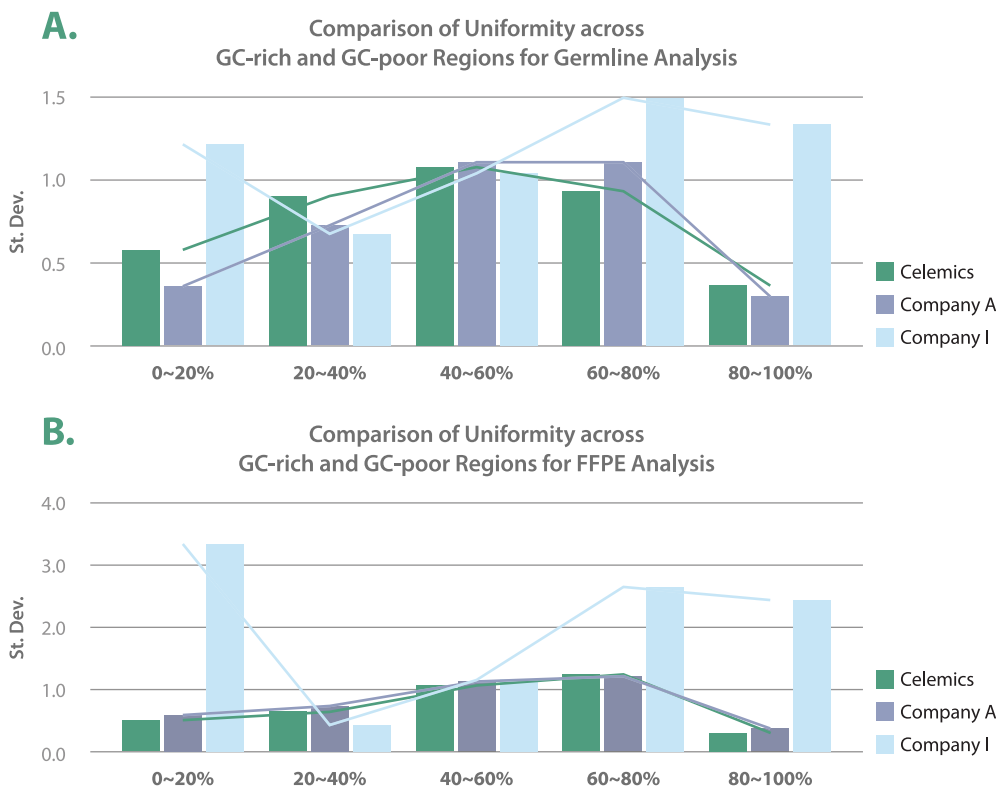 A.
Comparison of Uniformity across
GC-rich and GC-poor Regions for Germline Analysis
1.5
1.0
0.5
0.0
St. Dev.
0~20%
20~40%
40~60%
60~80%
80~100%
Celemics
Company A
Company I
B.
Comparison of Uniformity across
GC-rich and GC-poor Regions for FFPE Analysis
4.0
3.0
2.0
1.0
0.0
St. Dev.
0~20%
20~40%
40~60%
60~80%
80~100%
Celemics
Company A
Company I